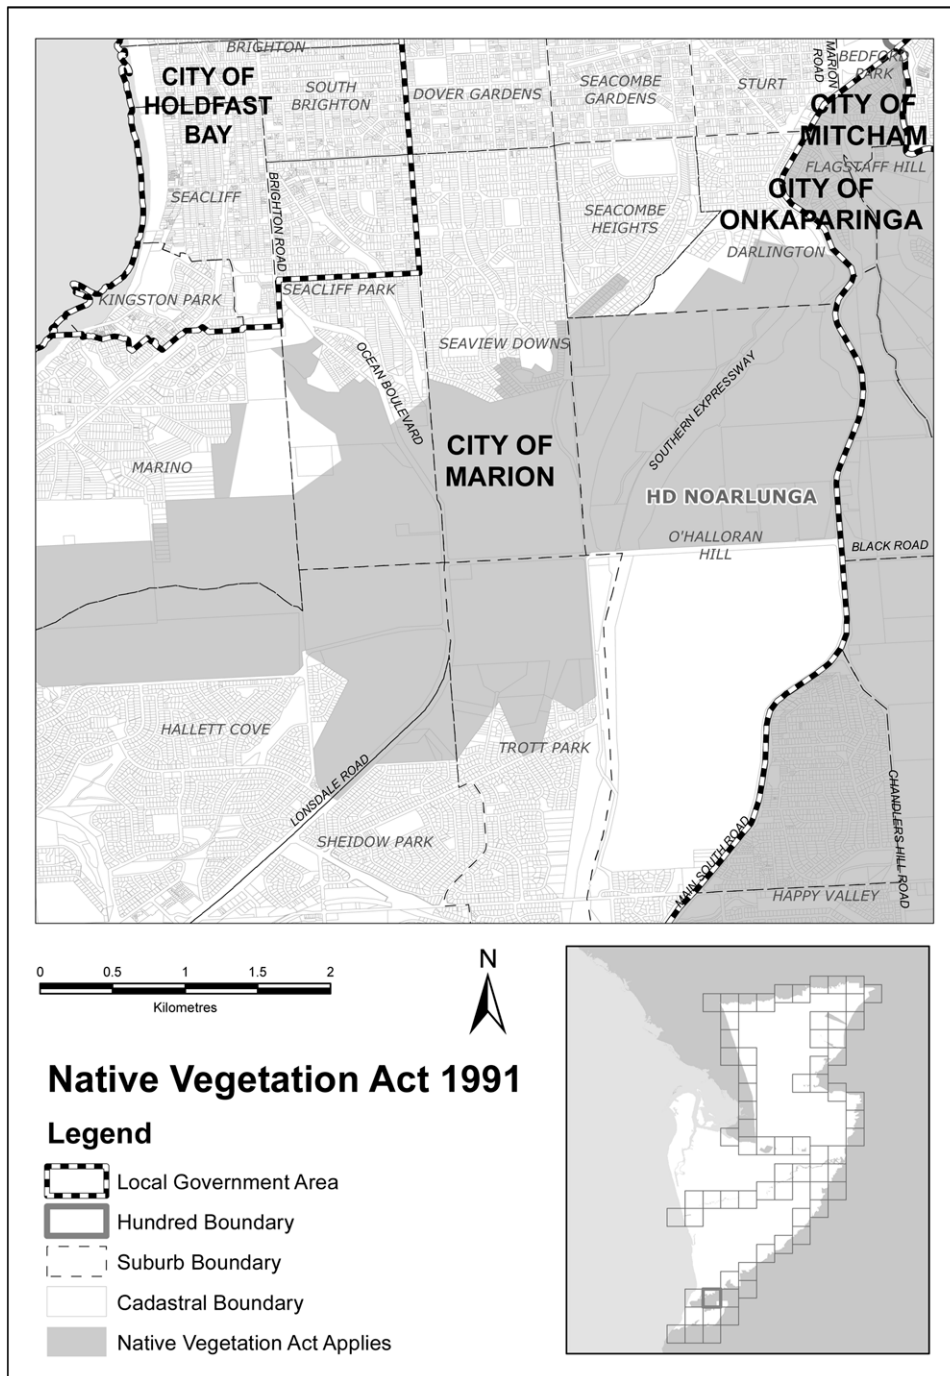 BRIGHTON
CITY OF
HOLDFAST
BAY
SOUTH
BRIGHTON
DOVER GARDENS
SEACOMBE
GARDENS
STURT
MARION
ROAD
BEDFORD
PARK
CITY OF
MITCHAM
FLAGSTAFF HILL
CITY OF
ONKAPARINGA
SEACLIFF
BRIGHTON ROAD
SEACOMBE
HEIGHTS
DARLINGTON
KINGSTON PARK
SEACLIFF PARK
SEAVIEW DOWNS
OCEAN BOULEVARD
SOUTHERN EXPRESSWAY
CITY OF
MARION
MARINO
HD NOARLUNGA
O'HALLORAN
HILL
BLACK ROAD
HALLETT COVE
TROTT PARK
LONSDALE ROAD
SHEIDOW PARK
MAIN SOUTH ROAD
CHANDLERS HILL ROAD
HAPPY VALLEY
0 0.5 1 1.5 2
Kilometres
N
Native Vegetation Act 1991
Legend
Local Government Area
Hundred Boundary
Suburb Boundary
Cadastral Boundary
Native Vegetation Act Applies